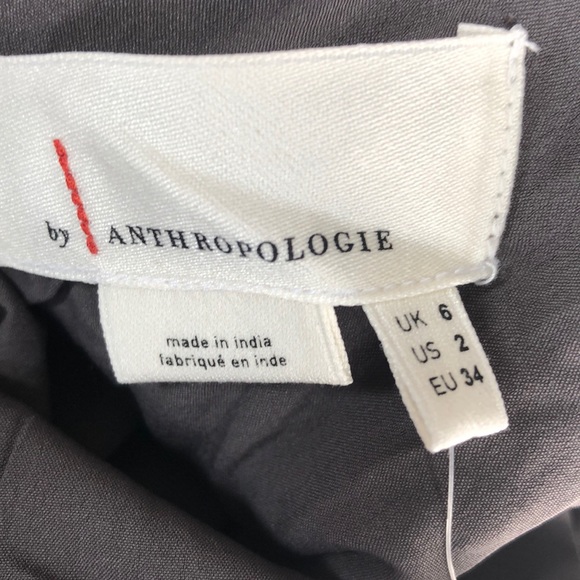 by ANTHROPOLOGIE
made in india
fabriqué en inde
UK 6
US 2
EU 34